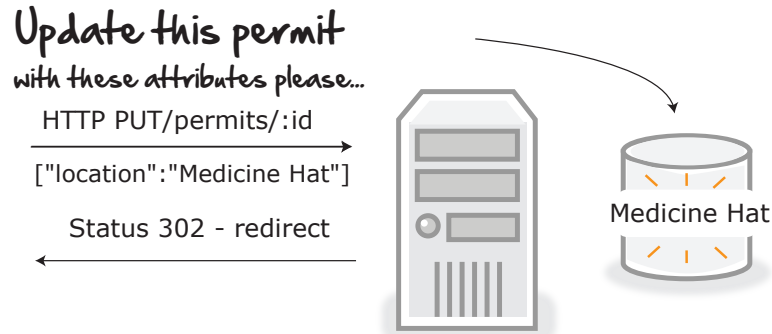 Update this permit
with these attributes please...
HTTP PUT/permits/:id
["location":"Medicine Hat"]
Status 302 - redirect
Medicine Hat